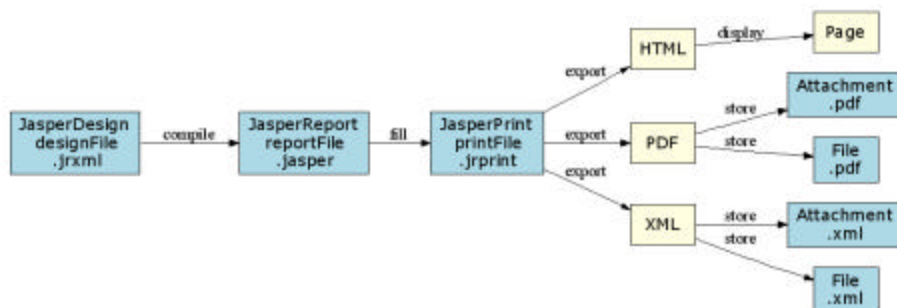 JasperDesign
designFile
.jrxml
compile
JasperReport
reportFile
.jasper
fill
JasperPrint
printFile
.jrprint
export
export
export
HTML
PDF
XML
display
store
store
store
store
Page
Attachment
.pdf
File
.pdf
Attachment
.xml
File
.xml